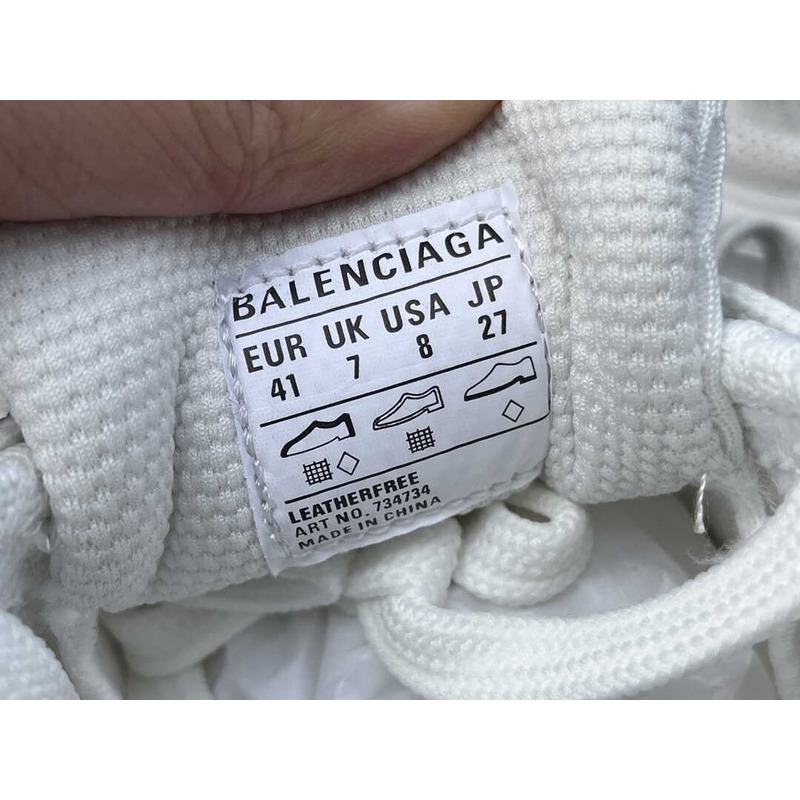 BALENCIAGA
EUR UK USA JP
41 7 8 27
LEATHERFREE
ART NO. 734734
MADE IN CHINA